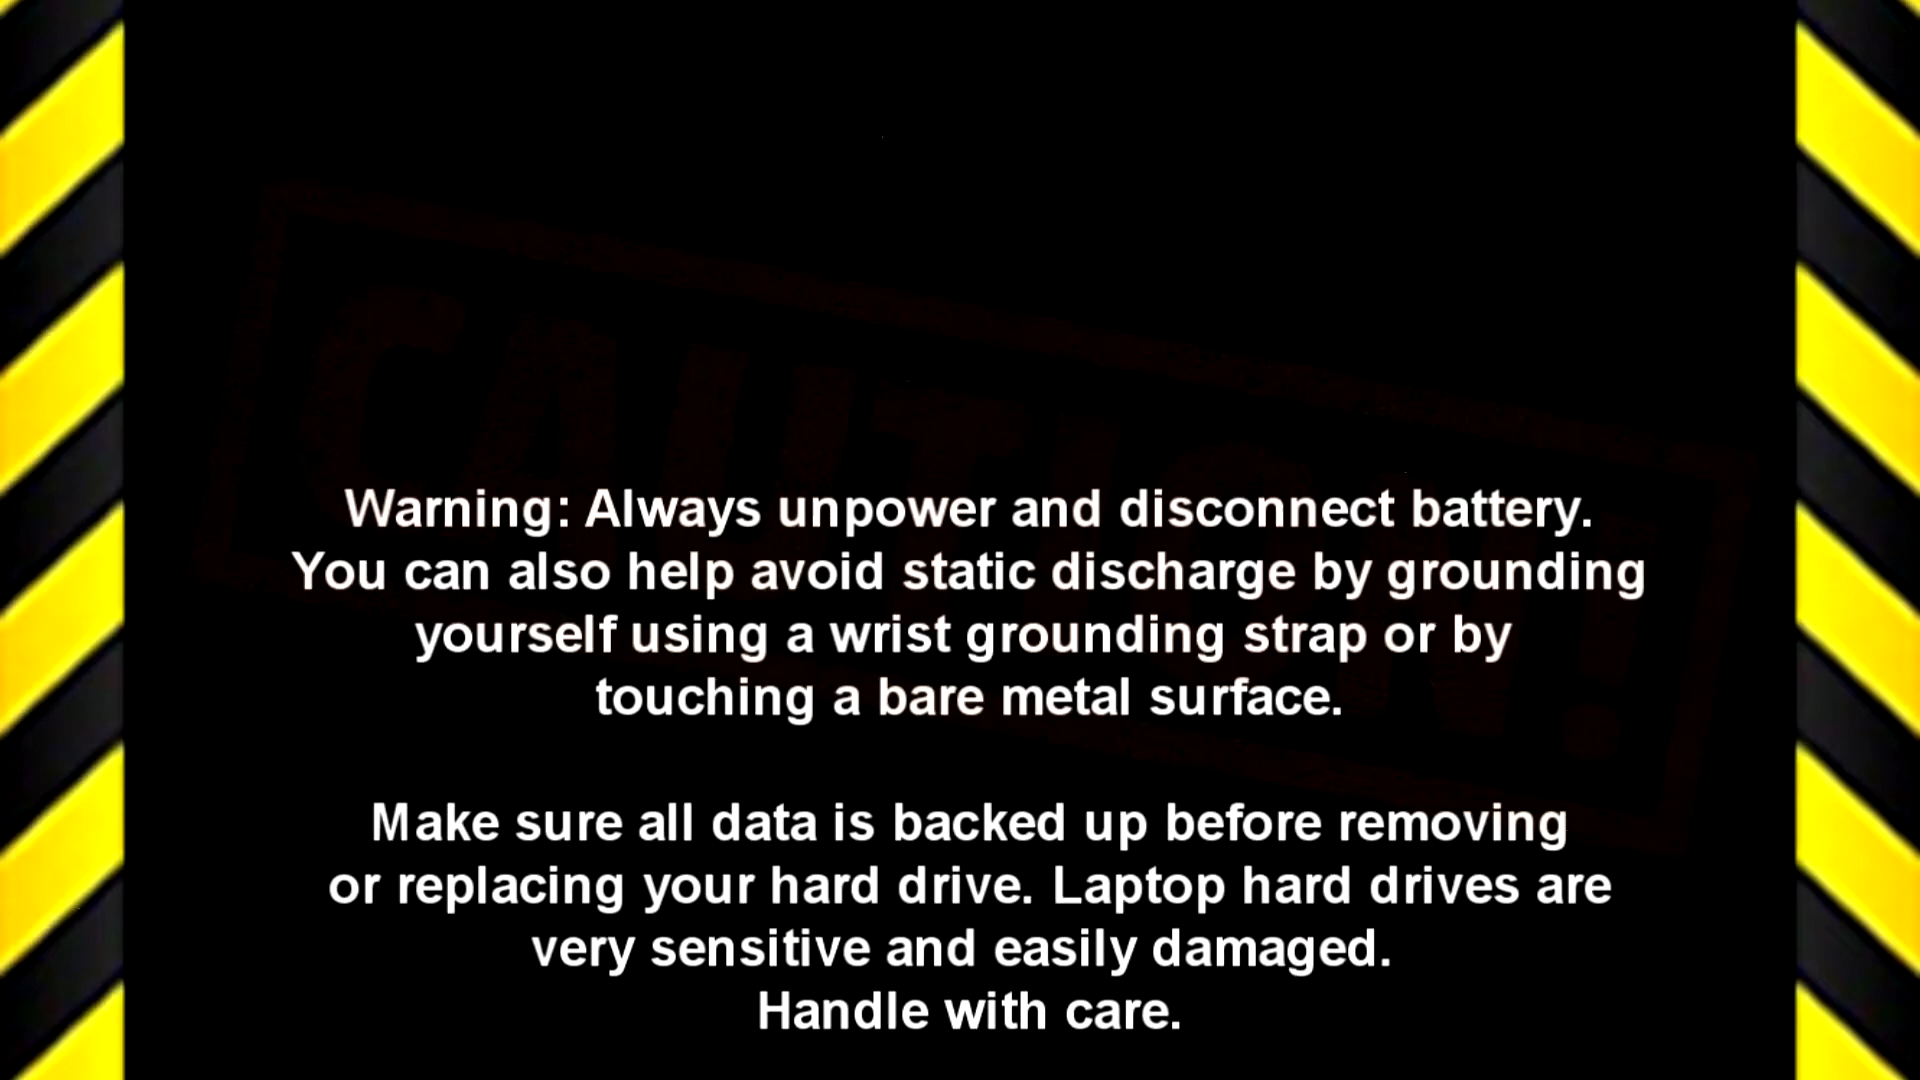 CAUTION!
Warning: Always unpower and disconnect battery.
You can also help avoid static discharge by grounding
yourself using a wrist grounding strap or by
touching a bare metal surface.
Make sure all data is backed up before removing
or replacing your hard drive. Laptop hard drives are
very sensitive and easily damaged.
Handle with care.